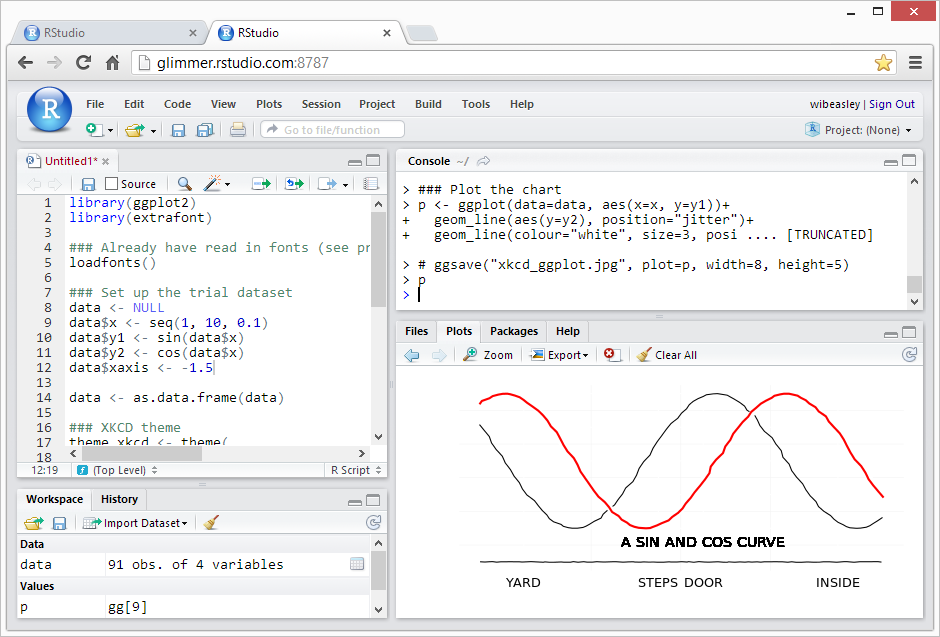 RStudio
RStudio
glimmer.rstudio.com:8787
R
File Edit Code View Plots Session Project Build Tools Help
wibeasley | Sign Out
Go to file/function
Project: (None)
Untitled1*
Source
1 library(ggplot2)
2 library(extrafont)
3
4 ### Already have read in fonts (see pr
5 loadfonts()
6
7 ### Set up the trial dataset
8 data <- NULL
9 data$x <- seq(1, 10, 0.1)
10 data$y1 <- sin(data$x)
11 data$y2 <- cos(data$x)
12 data$xaxis <- -1.5
13
14 data <- as.data.frame(data)
15
16 ### XKCD theme
17 theme_xkcd <- theme(
18
12:19 (Top Level) R Script
Workspace History
Import Dataset
Data
data 91 obs. of 4 variables
Values
p gg[9]
Console ~/
> ### Plot the chart
> p <- ggplot(data=data, aes(x=x, y=y1))+
+   geom_line(aes(y=y2), position="jitter")+
+   geom_line(colour="white", size=3, posi .... [TRUNCATED]
> # ggsave("xkcd_ggplot.jpg", plot=p, width=8, height=5)
> p
>
Files Plots Packages Help
Zoom Export Clear All
A SIN AND COS CURVE
YARD STEPS DOOR INSIDE